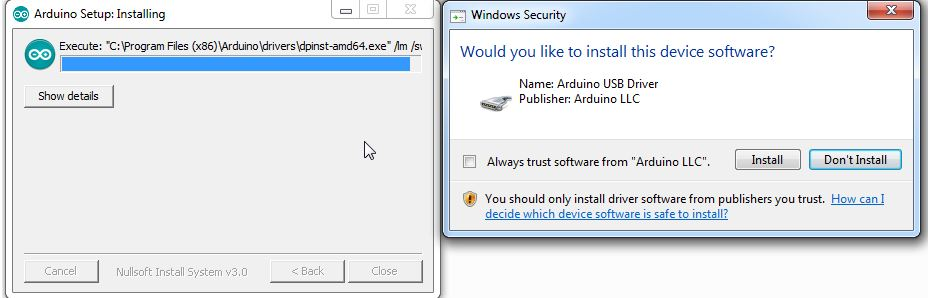 Arduino Setup: Installing
Execute: "C:\Program Files (x86)\Arduino\drivers\dpinst-amd64.exe" /lm /sw
Show details
Cancel
Nullsoft Install System v3.0
< Back
Close
Windows Security
Would you like to install this device software?
Name: Arduino USB Driver
Publisher: Arduino LLC
Always trust software from "Arduino LLC".
Install
Don't Install
You should only install driver software from publishers you trust. How can I
decide which device software is safe to install?